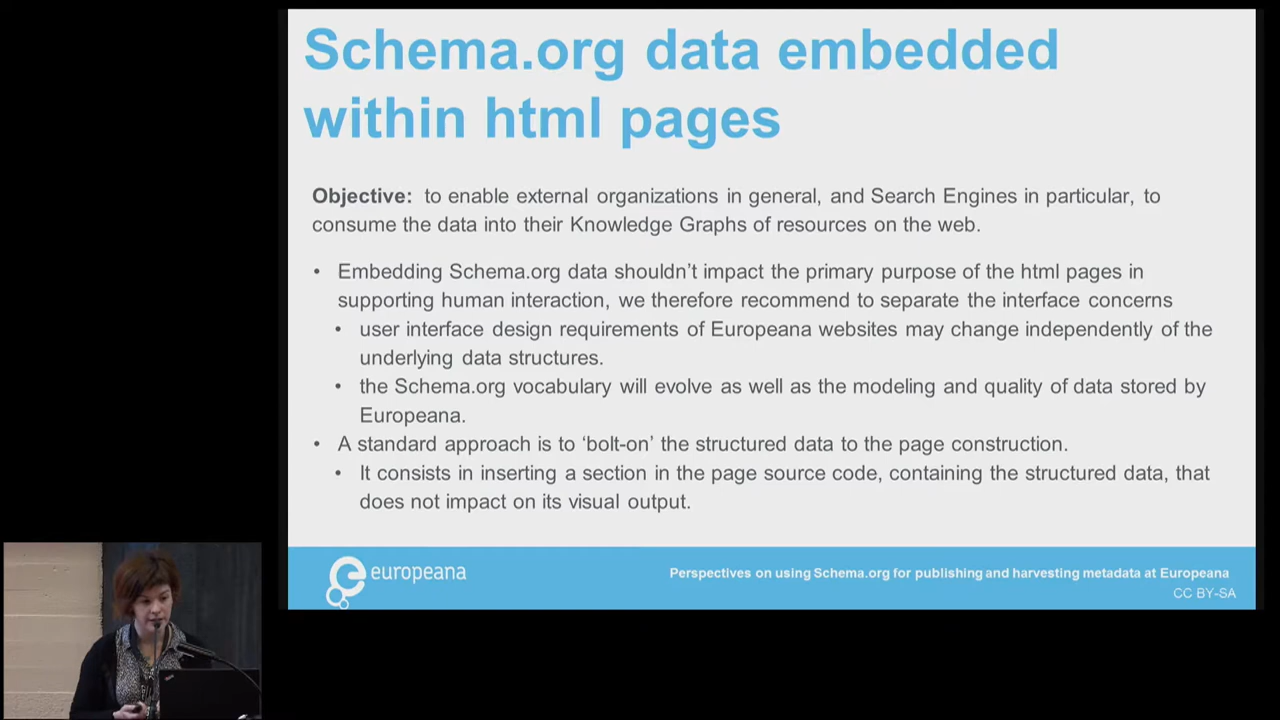 Schema.org data embedded
within html pages
Objective: to enable external organizations in general, and Search Engines in particular, to
consume the data into their Knowledge Graphs of resources on the web.
• Embedding Schema.org data shouldn’t impact the primary purpose of the html pages in
supporting human interaction, we therefore recommend to separate the interface concerns
• user interface design requirements of Europeana websites may change independently of the
underlying data structures.
• the Schema.org vocabulary will evolve as well as the modeling and quality of data stored by
Europeana.
• A standard approach is to ‘bolt-on’ the structured data to the page construction.
• It consists in inserting a section in the page source code, containing the structured data, that
does not impact on its visual output.
europeana
Perspectives on using Schema.org for publishing and harvesting metadata at Europeana
CC BY-SA